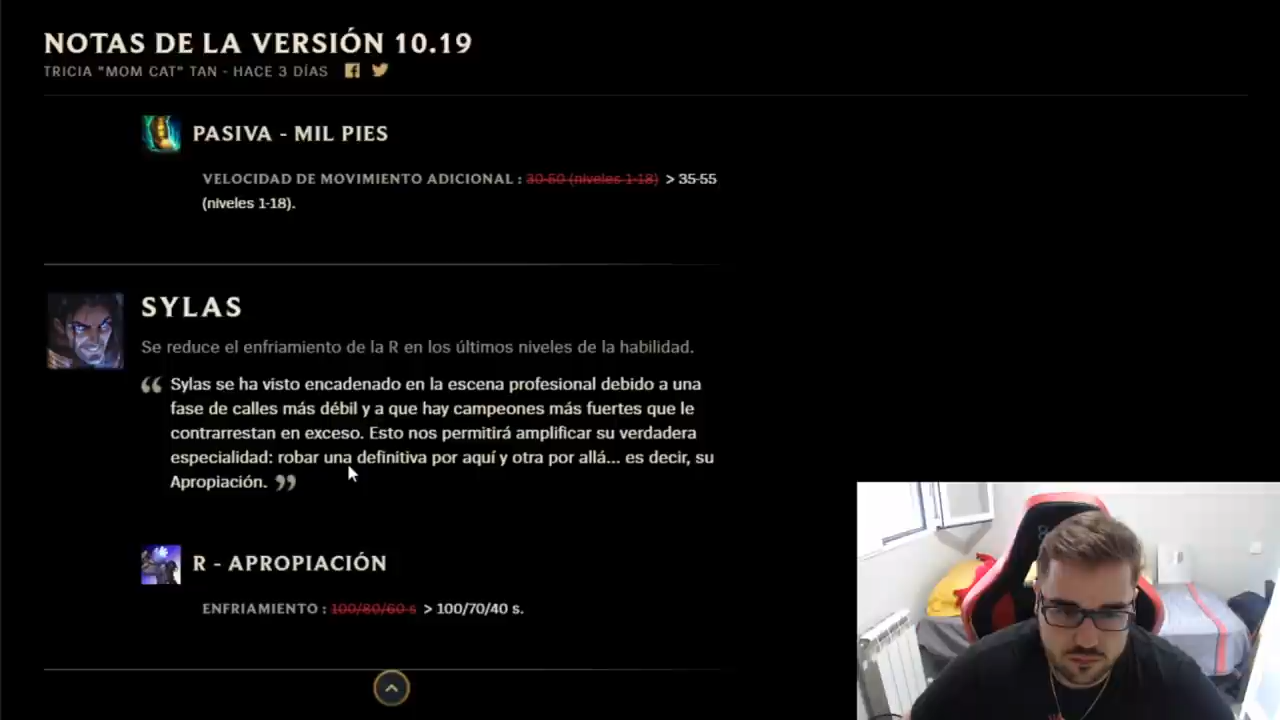 NOTAS DE LA VERSIÓN 10.19
TRICIA "MOM CAT" TAN - HACE 3 DÍAS
PASIVA - MIL PIES
VELOCIDAD DE MOVIMIENTO ADICIONAL : 30-50 (niveles 1-18) > 35-55
(niveles 1-18).
SYLAS
Se reduce el enfriamiento de la R en los últimos niveles de la habilidad.
“ Sylas se ha visto encadenado en la escena profesional debido a una
fase de calles más débil y a que hay campeones más fuertes que le
contrarrestan en exceso. Esto nos permitirá amplificar su verdadera
especialidad: robar una definitiva por aquí y otra por allá... es decir, su
Apropiación. ”
R - APROPIACIÓN
ENFRIAMIENTO : 100/80/60 s > 100/70/40 s.